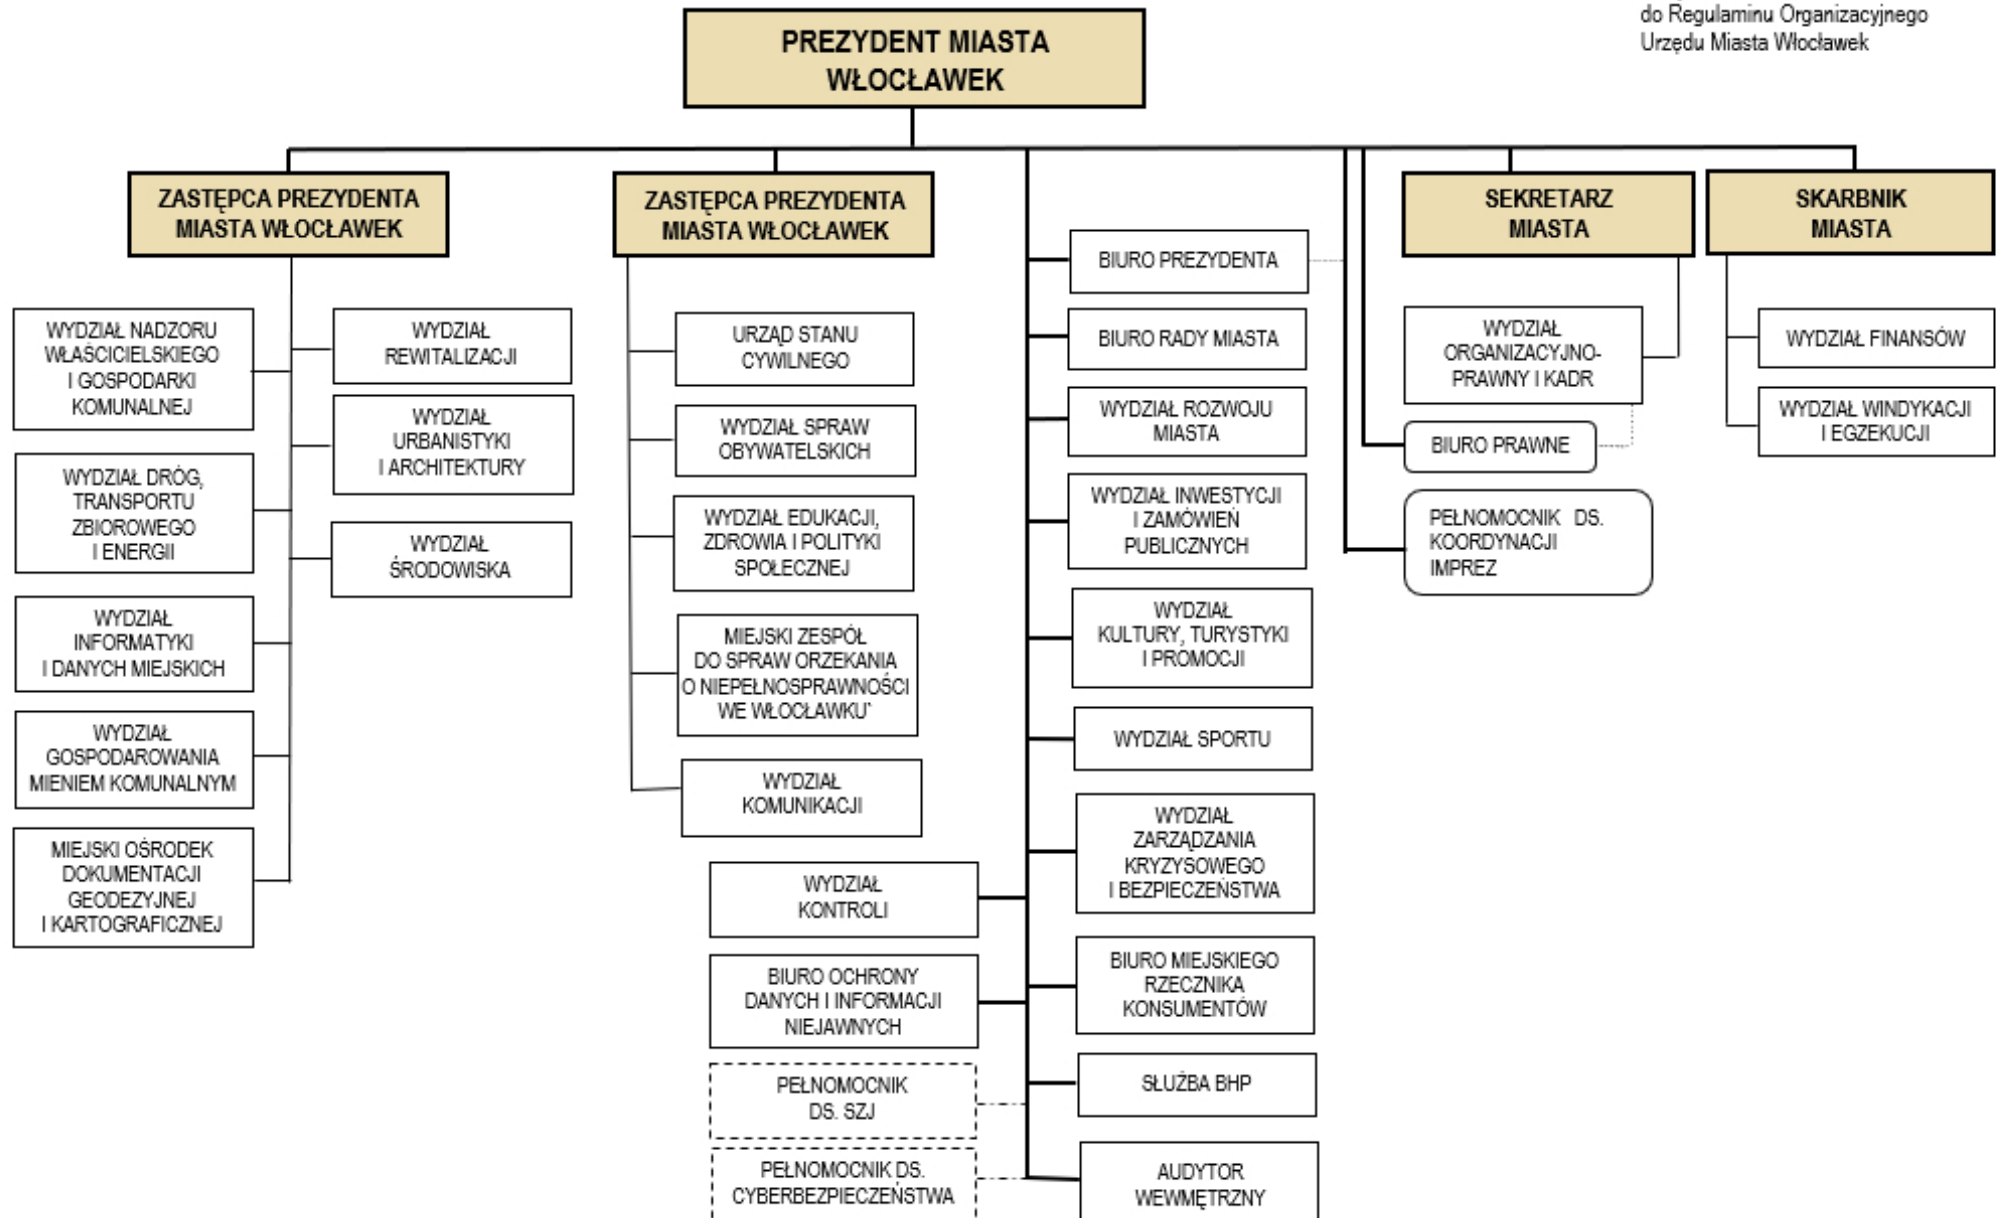 do Regulaminu Organizacyjnego
Urzędu Miasta Włocławek
PREZYDENT MIASTA
WŁOCŁAWEK
ZASTĘPCA PREZYDENTA
MIASTA WŁOCŁAWEK
WYDZIAŁ NADZORU
WŁAŚCICIELSKIEGO
I GOSPODARKI
KOMUNALNEJ
WYDZIAŁ DRÓG,
TRANSPORTU
ZBIOROWEGO
I ENERGII
WYDZIAŁ
INFORMATYKI
I DANYCH MIEJSKICH
WYDZIAŁ
GOSPODAROWANIA
MIENIEM KOMUNALNYM
MIEJSKI OŚRODEK
DOKUMENTACJI
GEODEZYJNEJ
I KARTOGRAFICZNEJ
WYDZIAŁ
REWITALIZACJI
WYDZIAŁ
URBANISTYKI
I ARCHITEKTURY
WYDZIAŁ
ŚRODOWISKA
ZASTĘPCA PREZYDENTA
MIASTA WŁOCŁAWEK
URZĄD STANU
CYWILNEGO
WYDZIAŁ SPRAW
OBYWATELSKICH
WYDZIAŁ EDUKACJI,
ZDROWIA I POLITYKI
SPOŁECZNEJ
MIEJSKI ZESPÓŁ
DO SPRAW ORZEKANIA
O NIEPEŁNOSPRAWNOŚCI
WE WŁOCŁAWKU*
WYDZIAŁ
KOMUNIKACJI
WYDZIAŁ
KONTROLI
BIURO OCHRONY
DANYCH I INFORMACJI
NIEJAWNYCH
PEŁNOMOCNIK
DS. SZJ
PEŁNOMOCNIK DS.
CYBERBEZPIECZEŃSTWA
BIURO PREZYDENTA
BIURO RADY MIASTA
WYDZIAŁ ROZWOJU
MIASTA
WYDZIAŁ INWESTYCJI
I ZAMÓWIEŃ
PUBLICZNYCH
WYDZIAŁ
KULTURY, TURYSTYKI
I PROMOCJI
WYDZIAŁ SPORTU
WYDZIAŁ
ZARZĄDZANIA
KRYZYSOWEGO
I BEZPIECZEŃSTWA
BIURO MIEJSKIEGO
RZECZNIKA
KONSUMENTÓW
SŁUŻBA BHP
AUDYTOR
WEWMĘTRZNY
SEKRETARZ
MIASTA
WYDZIAŁ
ORGANIZACYJNO-
PRAWNY I KADR
BIURO PRAWNE
PEŁNOMOCNIK DS.
KOORDYNACJI
IMPREZ
SKARBNIK
MIASTA
WYDZIAŁ FINANSÓW
WYDZIAŁ WINDYKACJI
I EGZEKUCJI